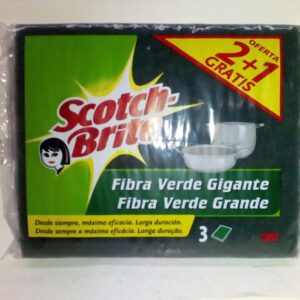 OFERTA
2+1
GRATIS
Scotch-
Brite
Fibra Verde Gigante
Fibra Verde Grande
Desde siempre, máxima eficacia. Larga duración.
Desde sempre a máxima eficácia. Larga duração.
3
3M